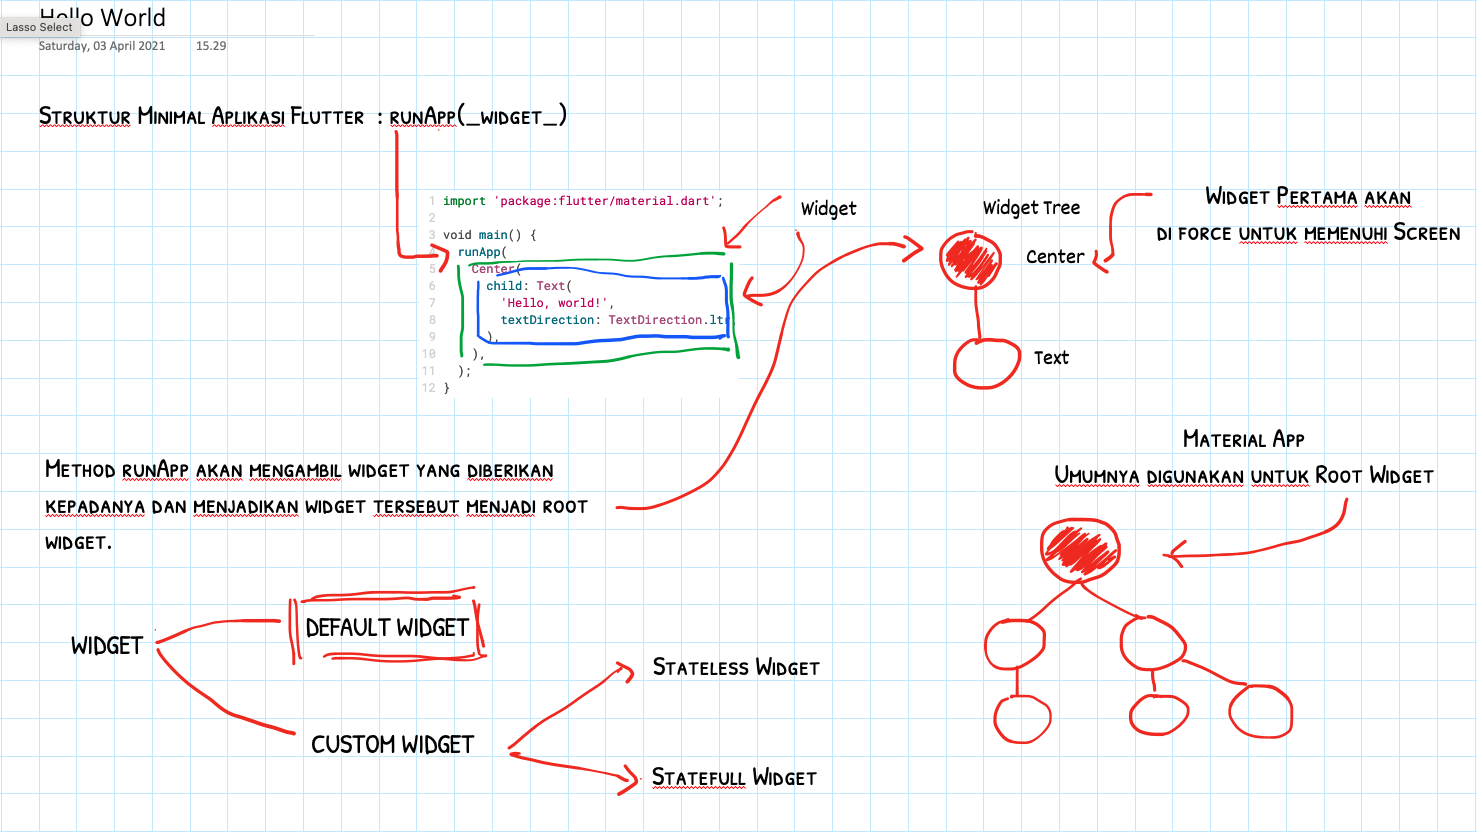 Hello World
Lasso Select
Saturday, 03 April 2021 15.29
Struktur Minimal Aplikasi Flutter : runApp(_widget_)
1 import 'package:flutter/material.dart';
2
3 void main() {
runApp(
5 Center(
6 child: Text(
7 'Hello, world!',
8 textDirection: TextDirection.ltr
9 ),
10 ),
11 );
12 }
Widget
Widget Tree
Center
Text
Widget Pertama akan
di force untuk memenuhi Screen
Method runApp akan mengambil widget yang diberikan
kepadanya dan menjadikan widget tersebut menjadi root
widget.
Material App
Umumnya digunakan untuk Root Widget
WIDGET
DEFAULT WIDGET
CUSTOM WIDGET
Stateless Widget
Statefull Widget